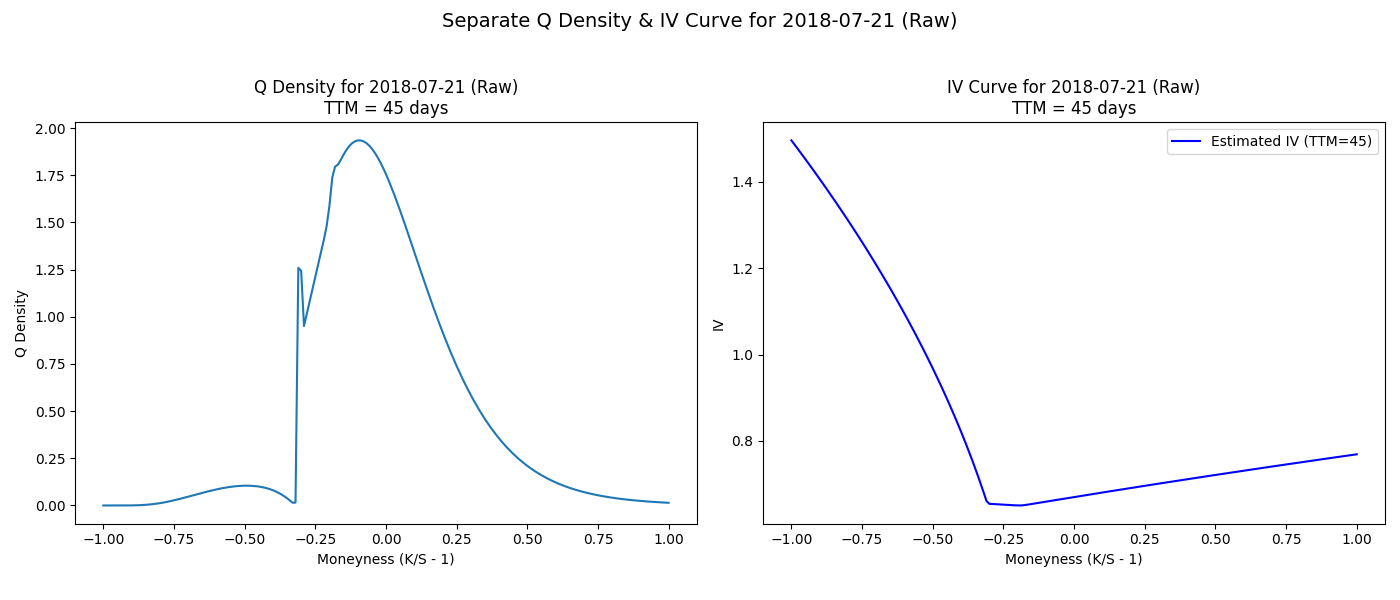 Separate Q Density & IV Curve for 2018-07-21 (Raw)
Q Density for 2018-07-21 (Raw)
TTM = 45 days
2.00
1.75
1.50
1.25
1.00
0.75
0.50
0.25
0.00
Q Density
−1.00 −0.75 −0.50 −0.25 0.00 0.25 0.50 0.75 1.00
Moneyness (K/S - 1)
IV Curve for 2018-07-21 (Raw)
TTM = 45 days
Estimated IV (TTM=45)
1.4
1.2
1.0
0.8
IV
−1.00 −0.75 −0.50 −0.25 0.00 0.25 0.50 0.75 1.00
Moneyness (K/S - 1)